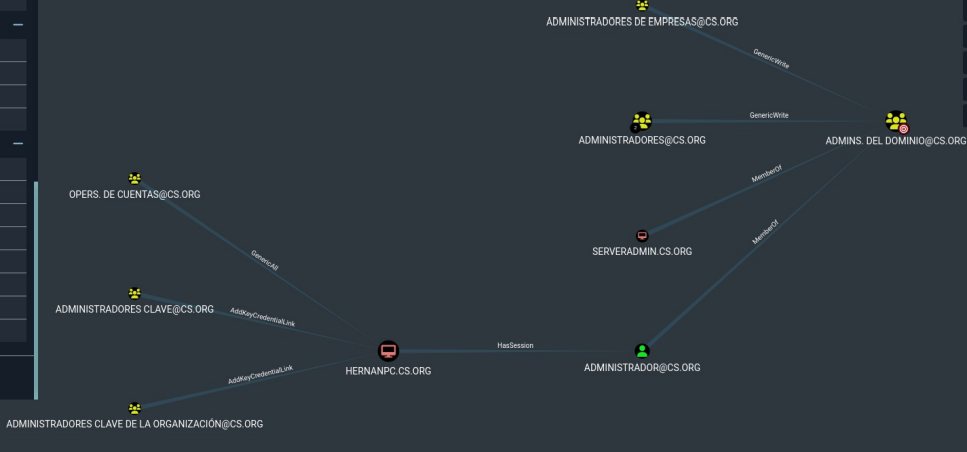 ADMINISTRADORES DE EMPRESAS@CS.ORG
GenericWrite
GenericWrite
2
ADMINISTRADORES@CS.ORG
ADMINS. DEL DOMINIO@CS.ORG
MemberOf
OPERS. DE CUENTAS@CS.ORG
MemberOf
SERVERADMIN.CS.ORG
GenericAll
ADMINISTRADORES CLAVE@CS.ORG
AddKeyCredentialLink
HasSession
HERNANPC.CS.ORG
ADMINISTRADOR@CS.ORG
AddKeyCredentialLink
ADMINISTRADORES CLAVE DE LA ORGANIZACIÓN@CS.ORG